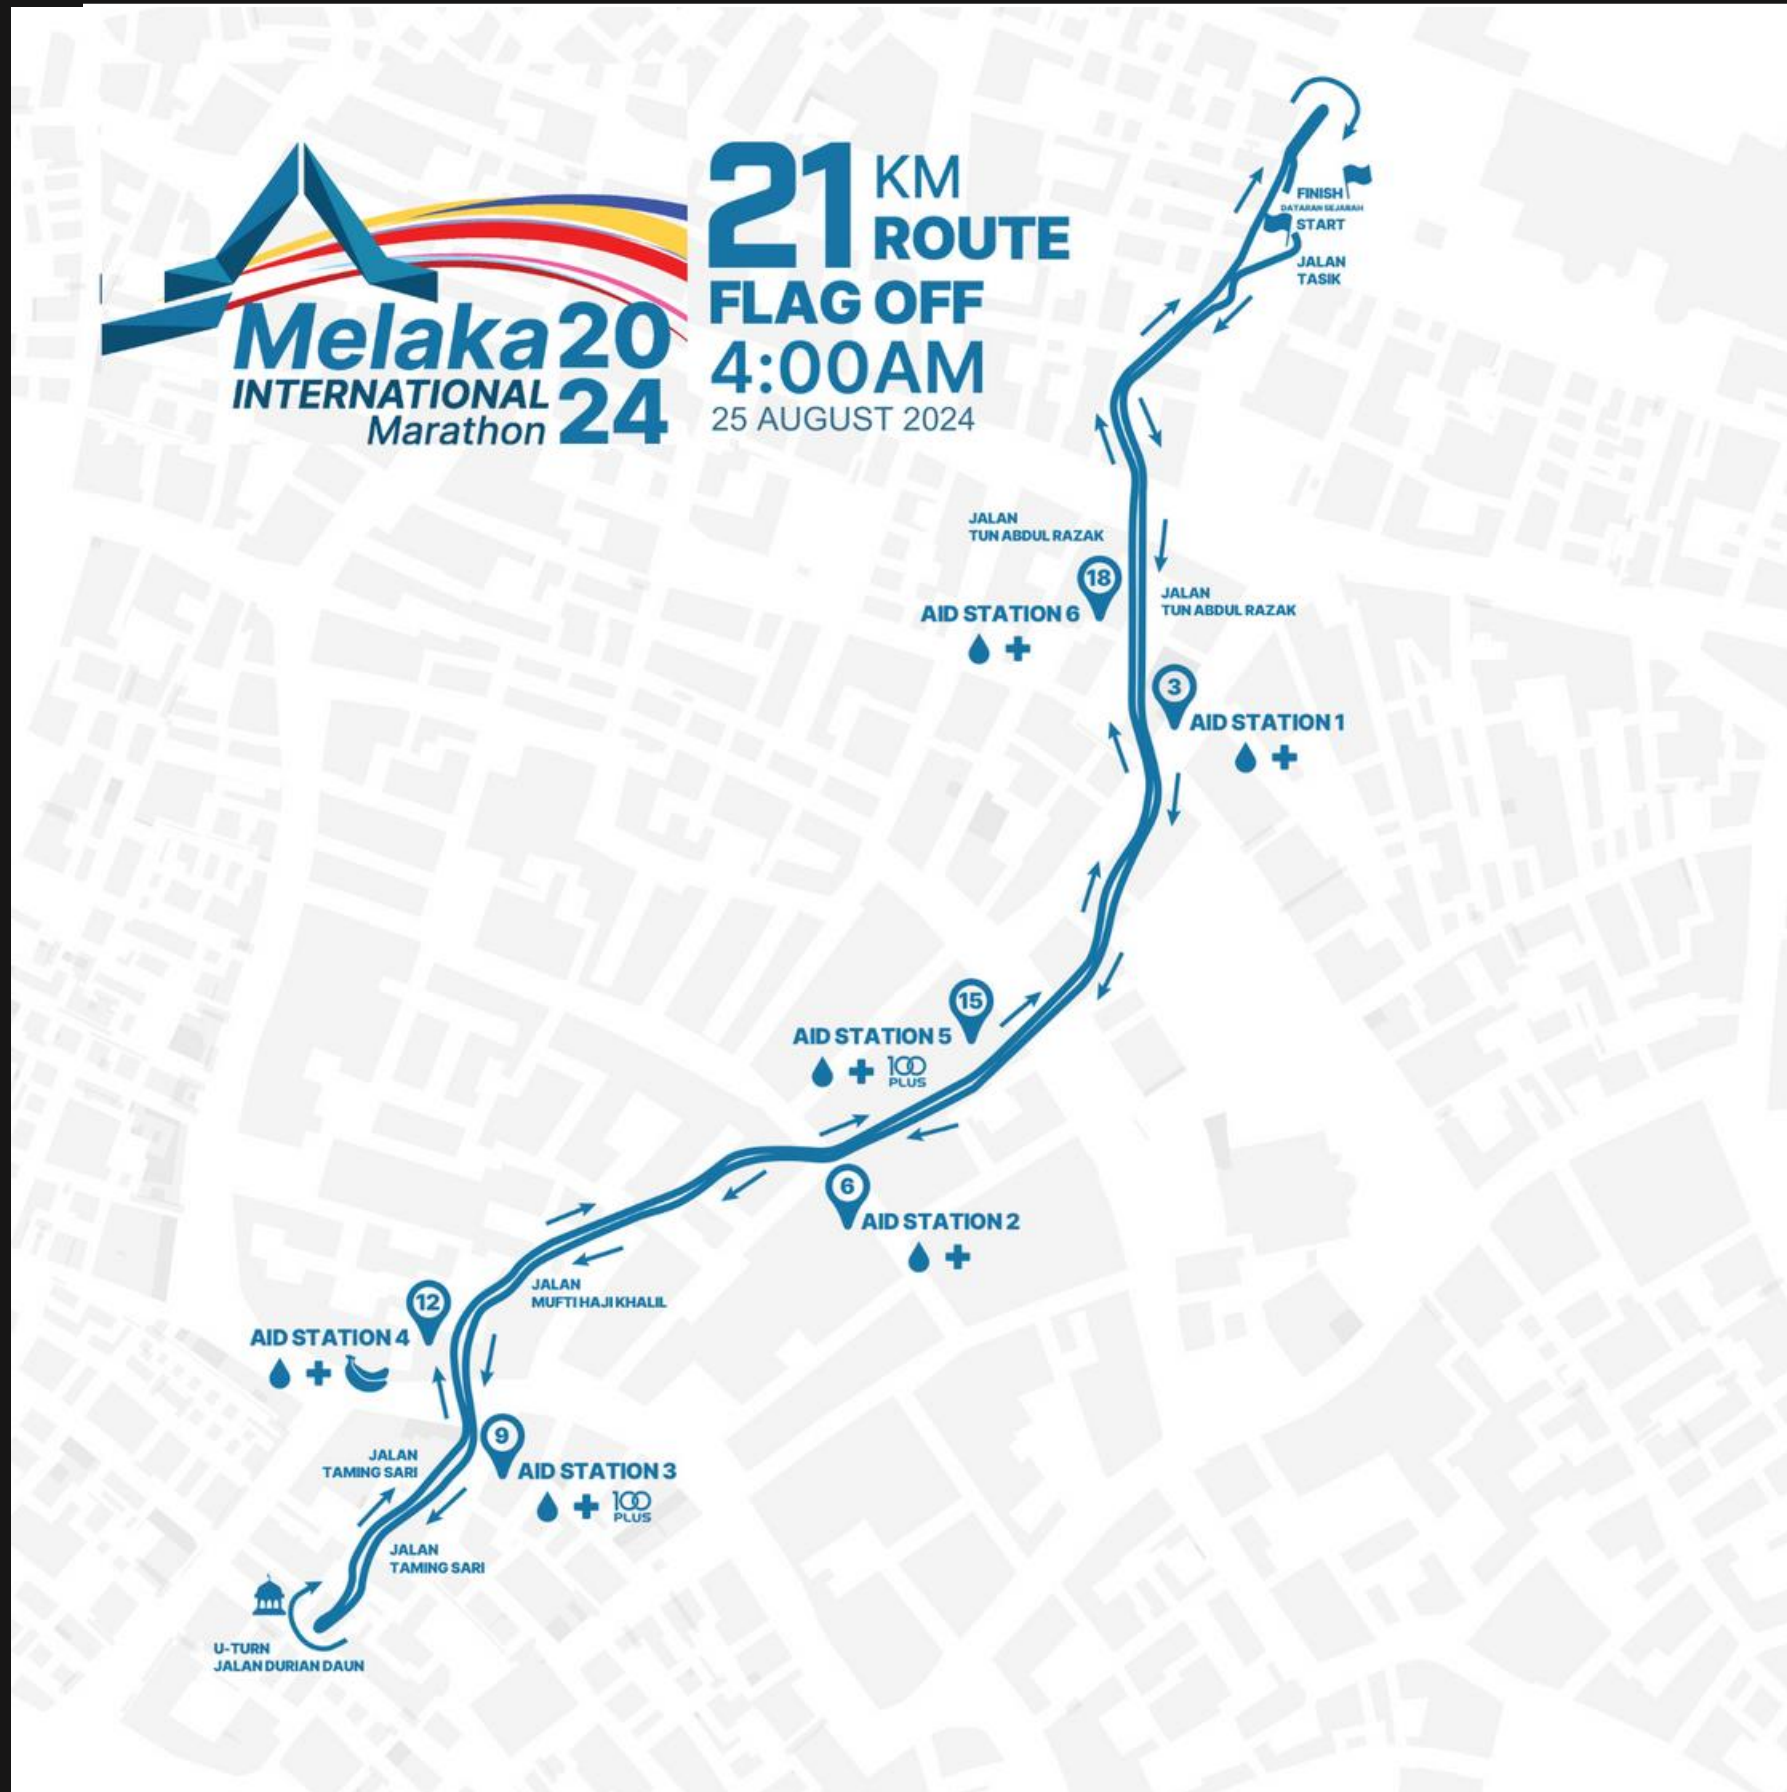 Melaka 20
INTERNATIONAL 24
Marathon
21 KM
ROUTE
FLAG OFF
4:00AM
25 AUGUST 2024
FINISH
DATARAN SEJARAH
START
JALAN
TASIK
JALAN
TUN ABDUL RAZAK
18
AID STATION 6
JALAN
TUN ABDUL RAZAK
3
AID STATION 1
15
AID STATION 5
100
PLUS
6
AID STATION 2
JALAN
MUFTI HAJI KHALIL
12
AID STATION 4
9
AID STATION 3
100
PLUS
JALAN
TAMING SARI
JALAN
TAMING SARI
U-TURN
JALAN DURIAN DAUN